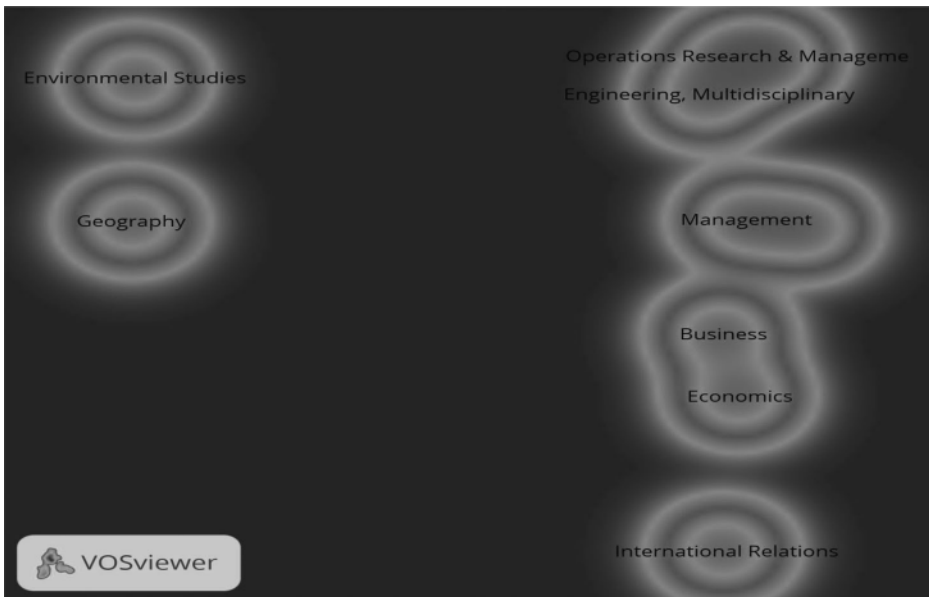 Operations Research & Manageme
Environmental Studies
Engineering, Multidisciplinary
Geography
Management
Business
Economics
International Relations
VOSviewer